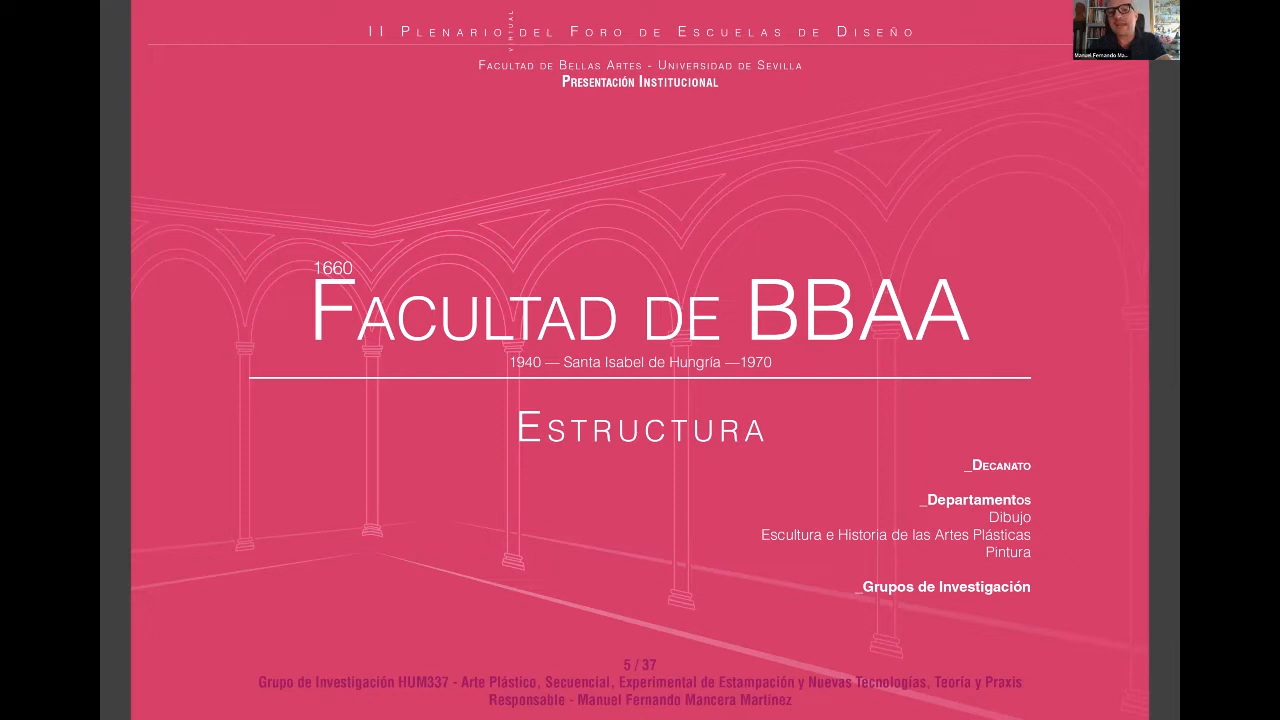 II Plenario del Foro de Escuelas de Diseño
VIRTUAL
Facultad de Bellas Artes - Universidad de Sevilla
Presentación Institucional
Manuel Fernando Ma...
1660
Facultad de BBAA
1940 — Santa Isabel de Hungría —1970
Estructura
_Decanato
_Departamentos
Dibujo
Escultura e Historia de las Artes Plásticas
Pintura
_Grupos de Investigación
5 / 37
Grupo de Investigación HUM337 - Arte Plástico, Secuencial, Experimental de Estampación y Nuevas Tecnologías, Teoría y Praxis
Responsable - Manuel Fernando Mancera Martínez